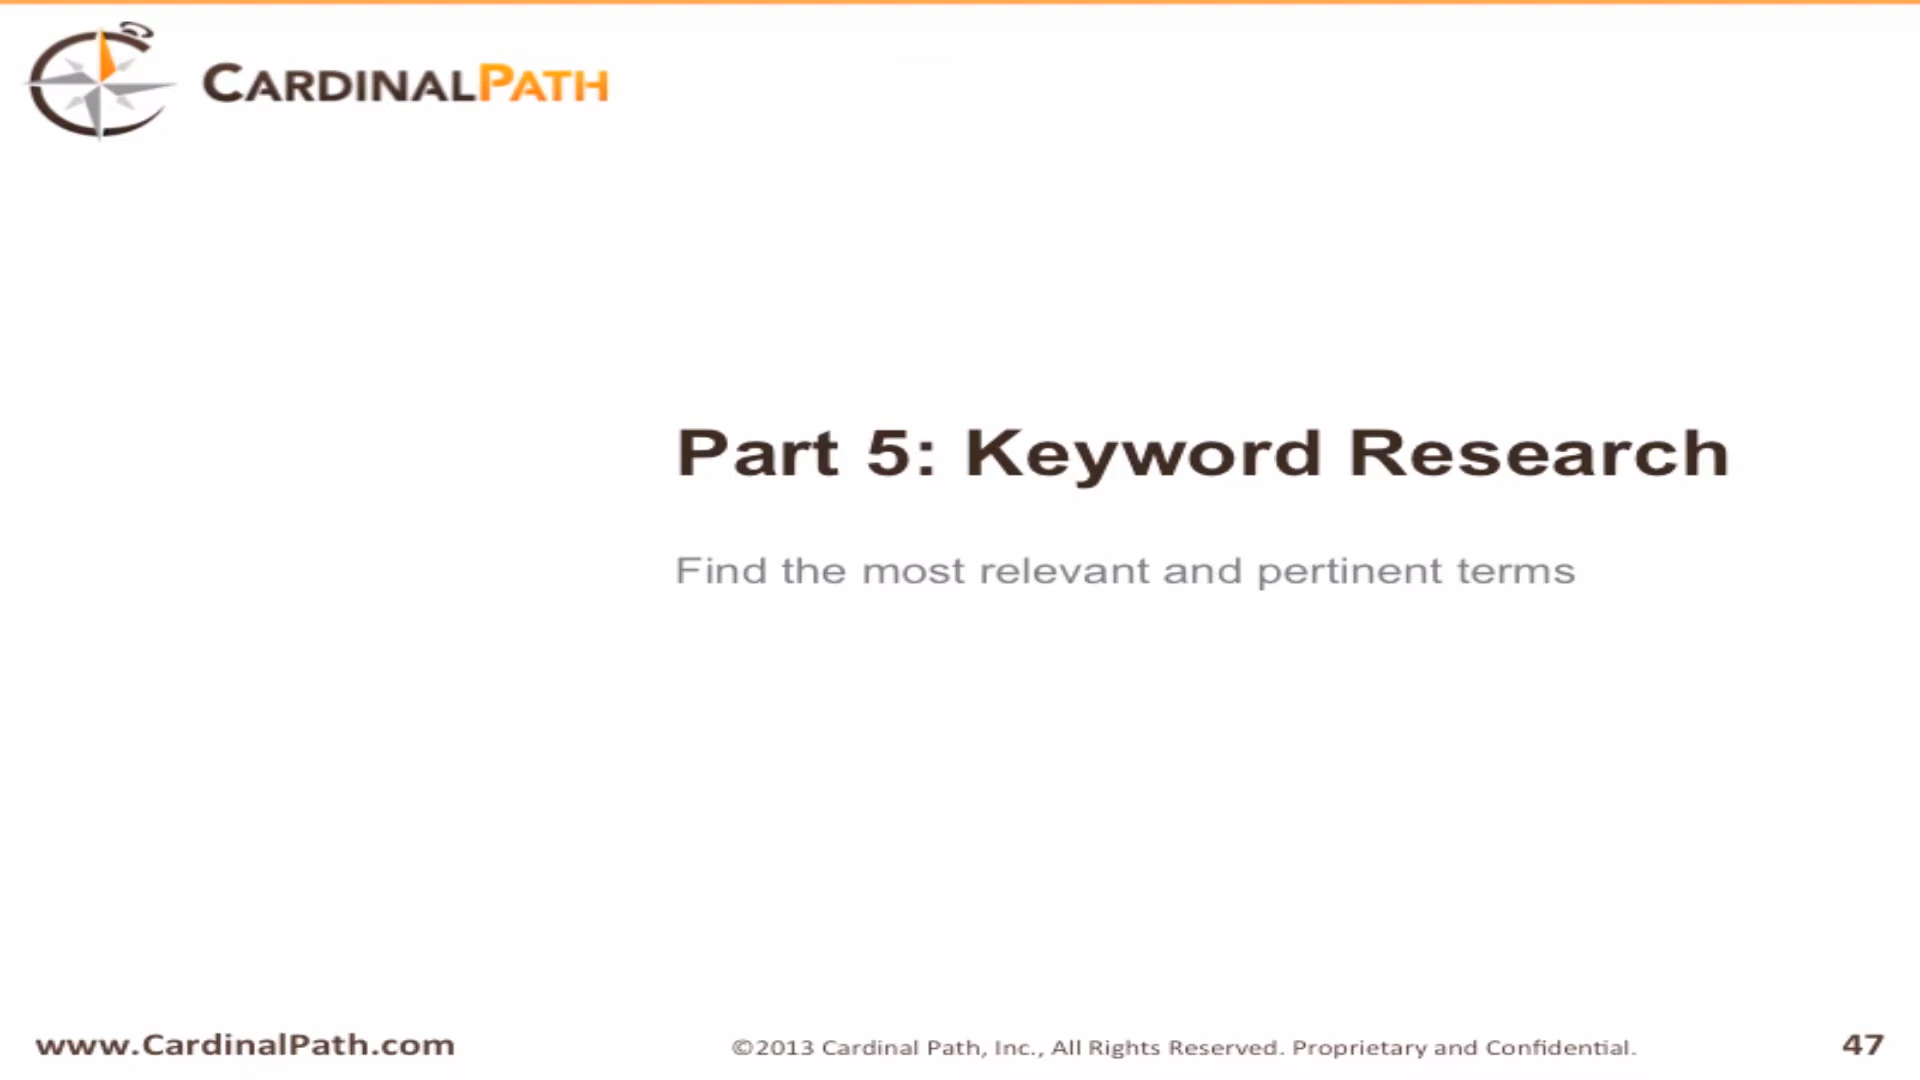 CARDINALPATH
Part 5: Keyword Research
Find the most relevant and pertinent terms
www.CardinalPath.com
©2013 Cardinal Path, Inc., All Rights Reserved. Proprietary and Confidential.
47